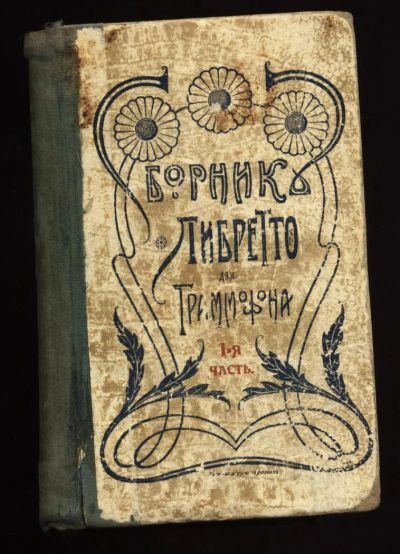 Сборникъ
Либретто
для
Граммофона
1-я
часть.